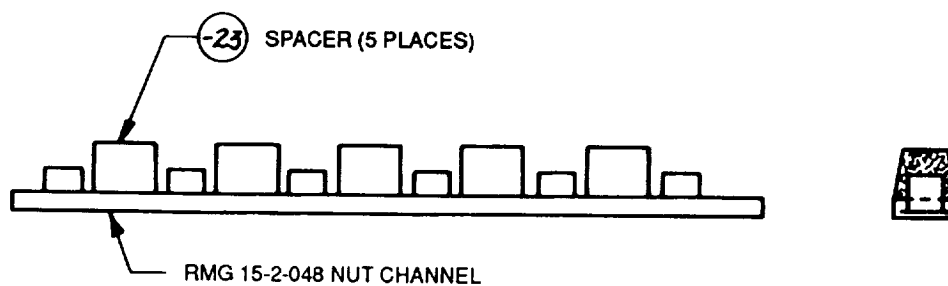 -23 SPACER (5 PLACES)
RMG 15-2-048 NUT CHANNEL